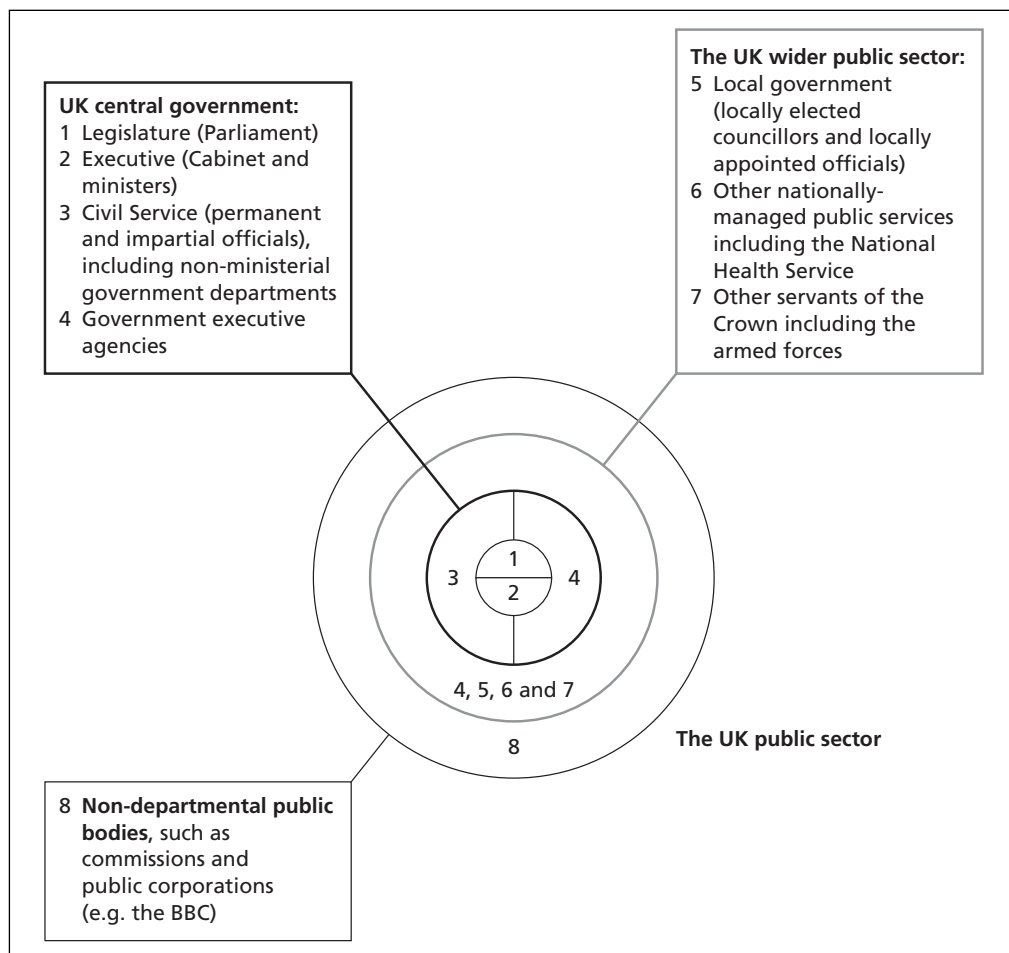 UK central government:
1 Legislature (Parliament)
2 Executive (Cabinet and
ministers)
3 Civil Service (permanent
and impartial officials),
including non-ministerial
government departments
4 Government executive
agencies
The UK wider public sector:
5 Local government
(locally elected
councillors and locally
appointed officials)
6 Other nationally-
managed public services
including the National
Health Service
7 Other servants of the
Crown including the
armed forces
1
3
4
2
4, 5, 6 and 7
8
The UK public sector
8 Non-departmental public
bodies, such as
commissions and
public corporations
(e.g. the BBC)